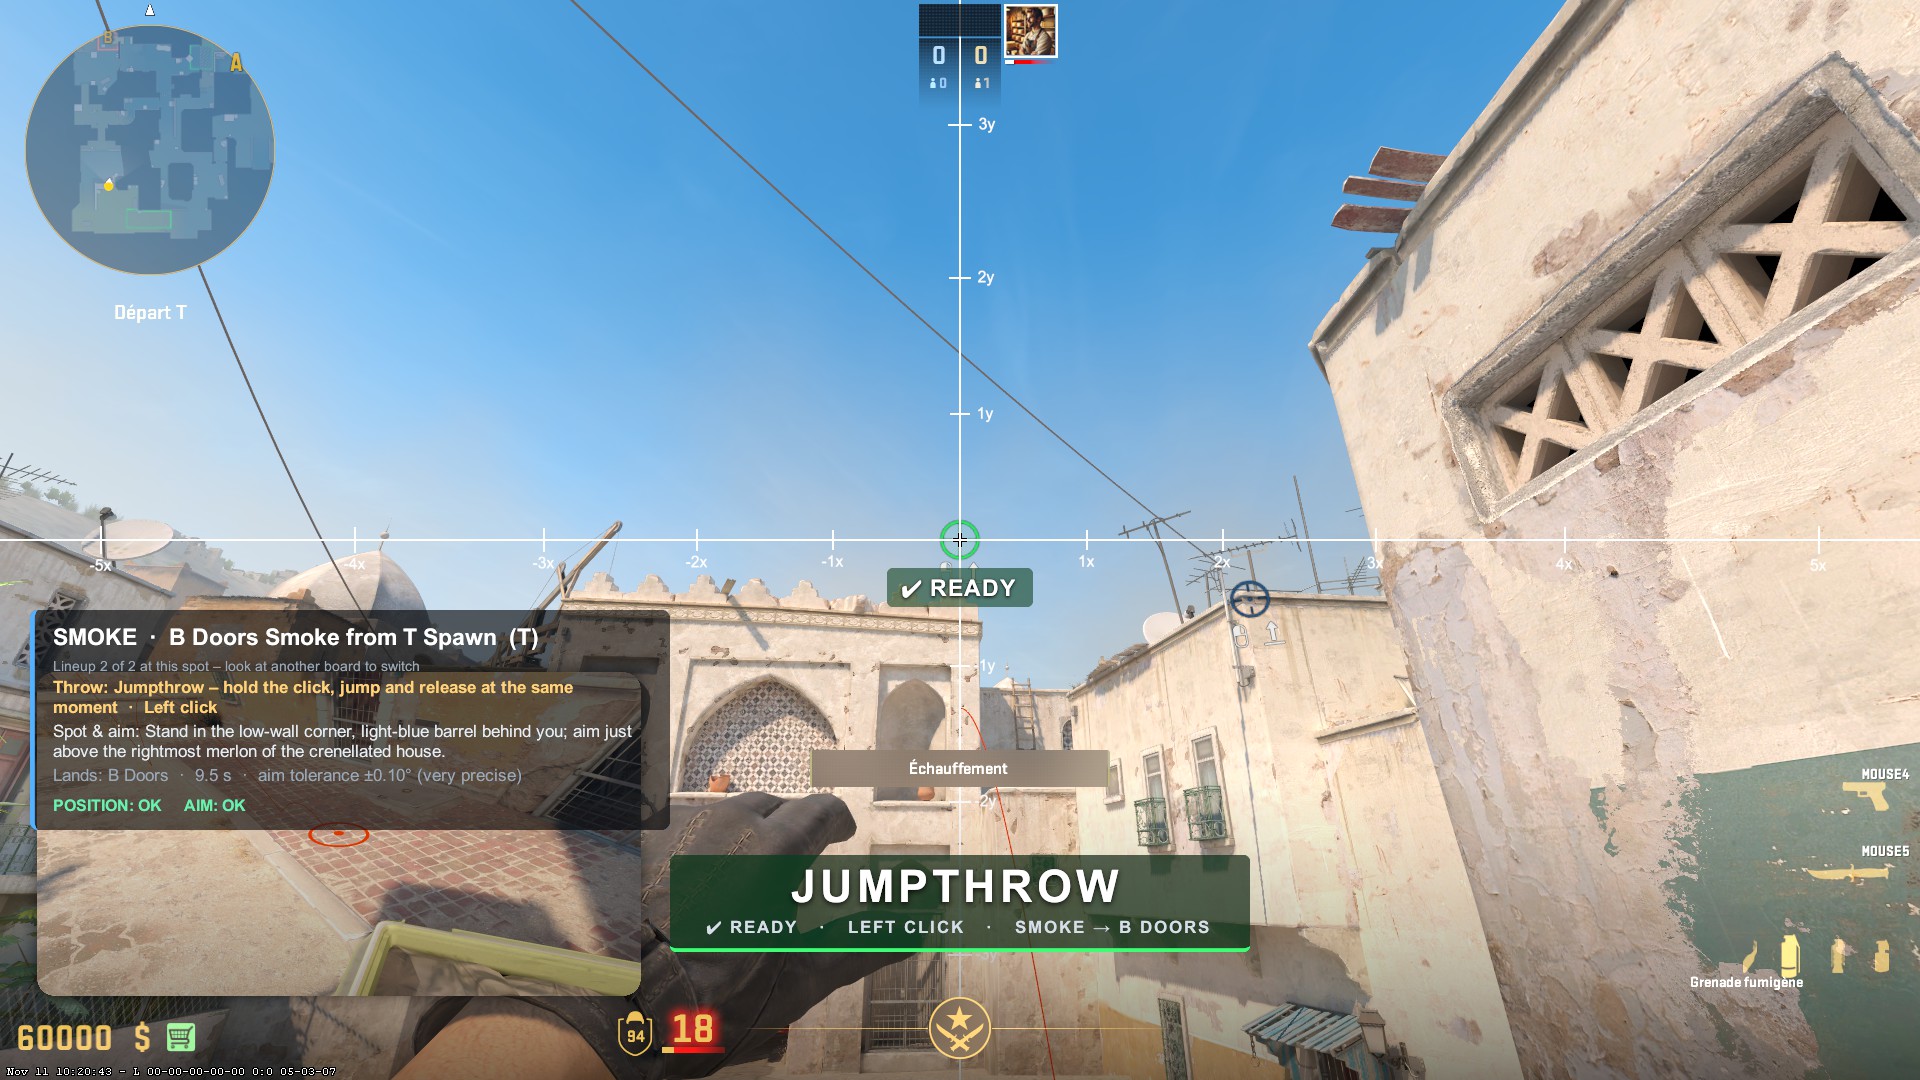 B
A
Départ T
0 0
0 1
3y
2y
1y
-5x -4x -3x -2x -1x 1x 2x 3x 4x 5x
✔ READY
-1y
-2y
SMOKE · B Doors Smoke from T Spawn (T)
Lineup 2 of 2 at this spot – look at another board to switch
Throw: Jumpthrow – hold the click, jump and release at the same
moment · Left click
Spot & aim: Stand in the low-wall corner, light-blue barrel behind you; aim just
above the rightmost merlon of the crenellated house.
Lands: B Doors · 9.5 s · aim tolerance ±0.10° (very precise)
POSITION: OK AIM: OK
Échauffement
JUMPTHROW
✔ READY · LEFT CLICK · SMOKE → B DOORS
-3y
MOUSE4
MOUSE5
Grenade fumigène
60000 $
94
18
Nov 11 10:20:43 - L 00-00-00-00-00 0:0 05-03-07